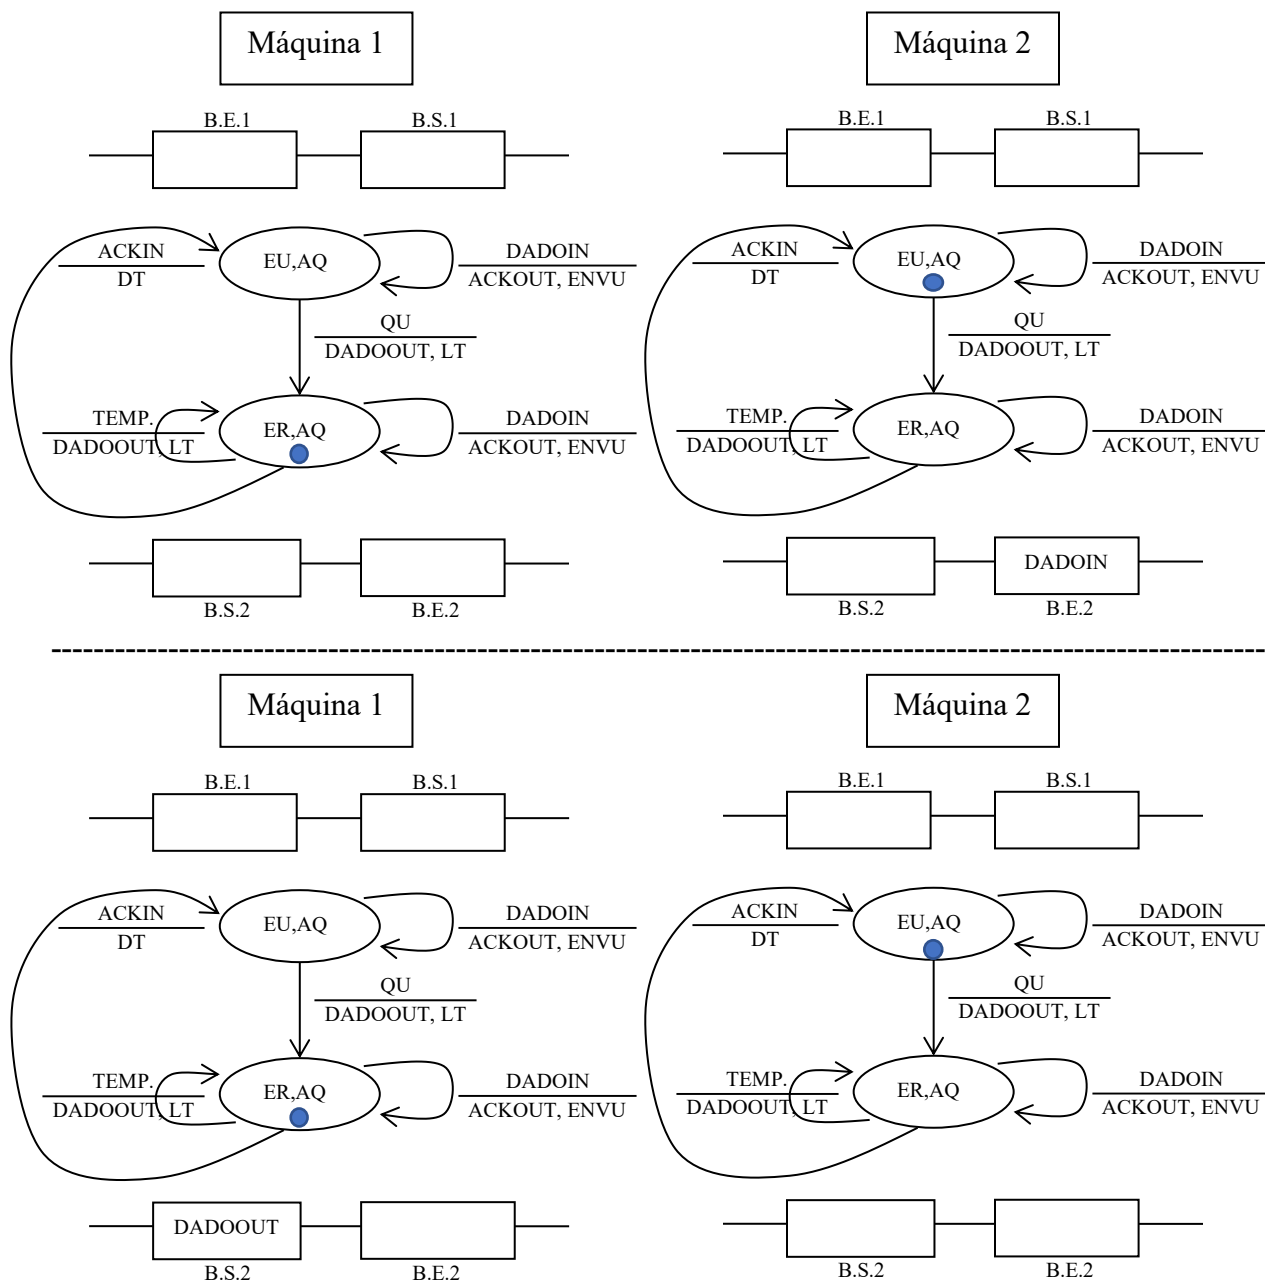 Máquina 1
Máquina 2
B.E.1
B.S.1
B.E.1
B.S.1
ACKIN
DT
EU,AQ
DADOIN
ACKOUT, ENVU
ACKIN
DT
EU,AQ
DADOIN
ACKOUT, ENVU
QU
DADOOUT, LT
QU
DADOOUT, LT
TEMP.
DADOOUT, LT
ER,AQ
DADOIN
ACKOUT, ENVU
TEMP.
DADOOUT, LT
ER,AQ
DADOIN
ACKOUT, ENVU
DADOIN
B.S.2
B.E.2
B.S.2
B.E.2
Máquina 1
Máquina 2
B.E.1
B.S.1
B.E.1
B.S.1
ACKIN
DT
EU,AQ
DADOIN
ACKOUT, ENVU
ACKIN
DT
EU,AQ
DADOIN
ACKOUT, ENVU
QU
DADOOUT, LT
QU
DADOOUT, LT
TEMP.
DADOOUT, LT
ER,AQ
DADOIN
ACKOUT, ENVU
TEMP.
DADOOUT, LT
ER,AQ
DADOIN
ACKOUT, ENVU
DADOOUT
B.S.2
B.E.2
B.S.2
B.E.2